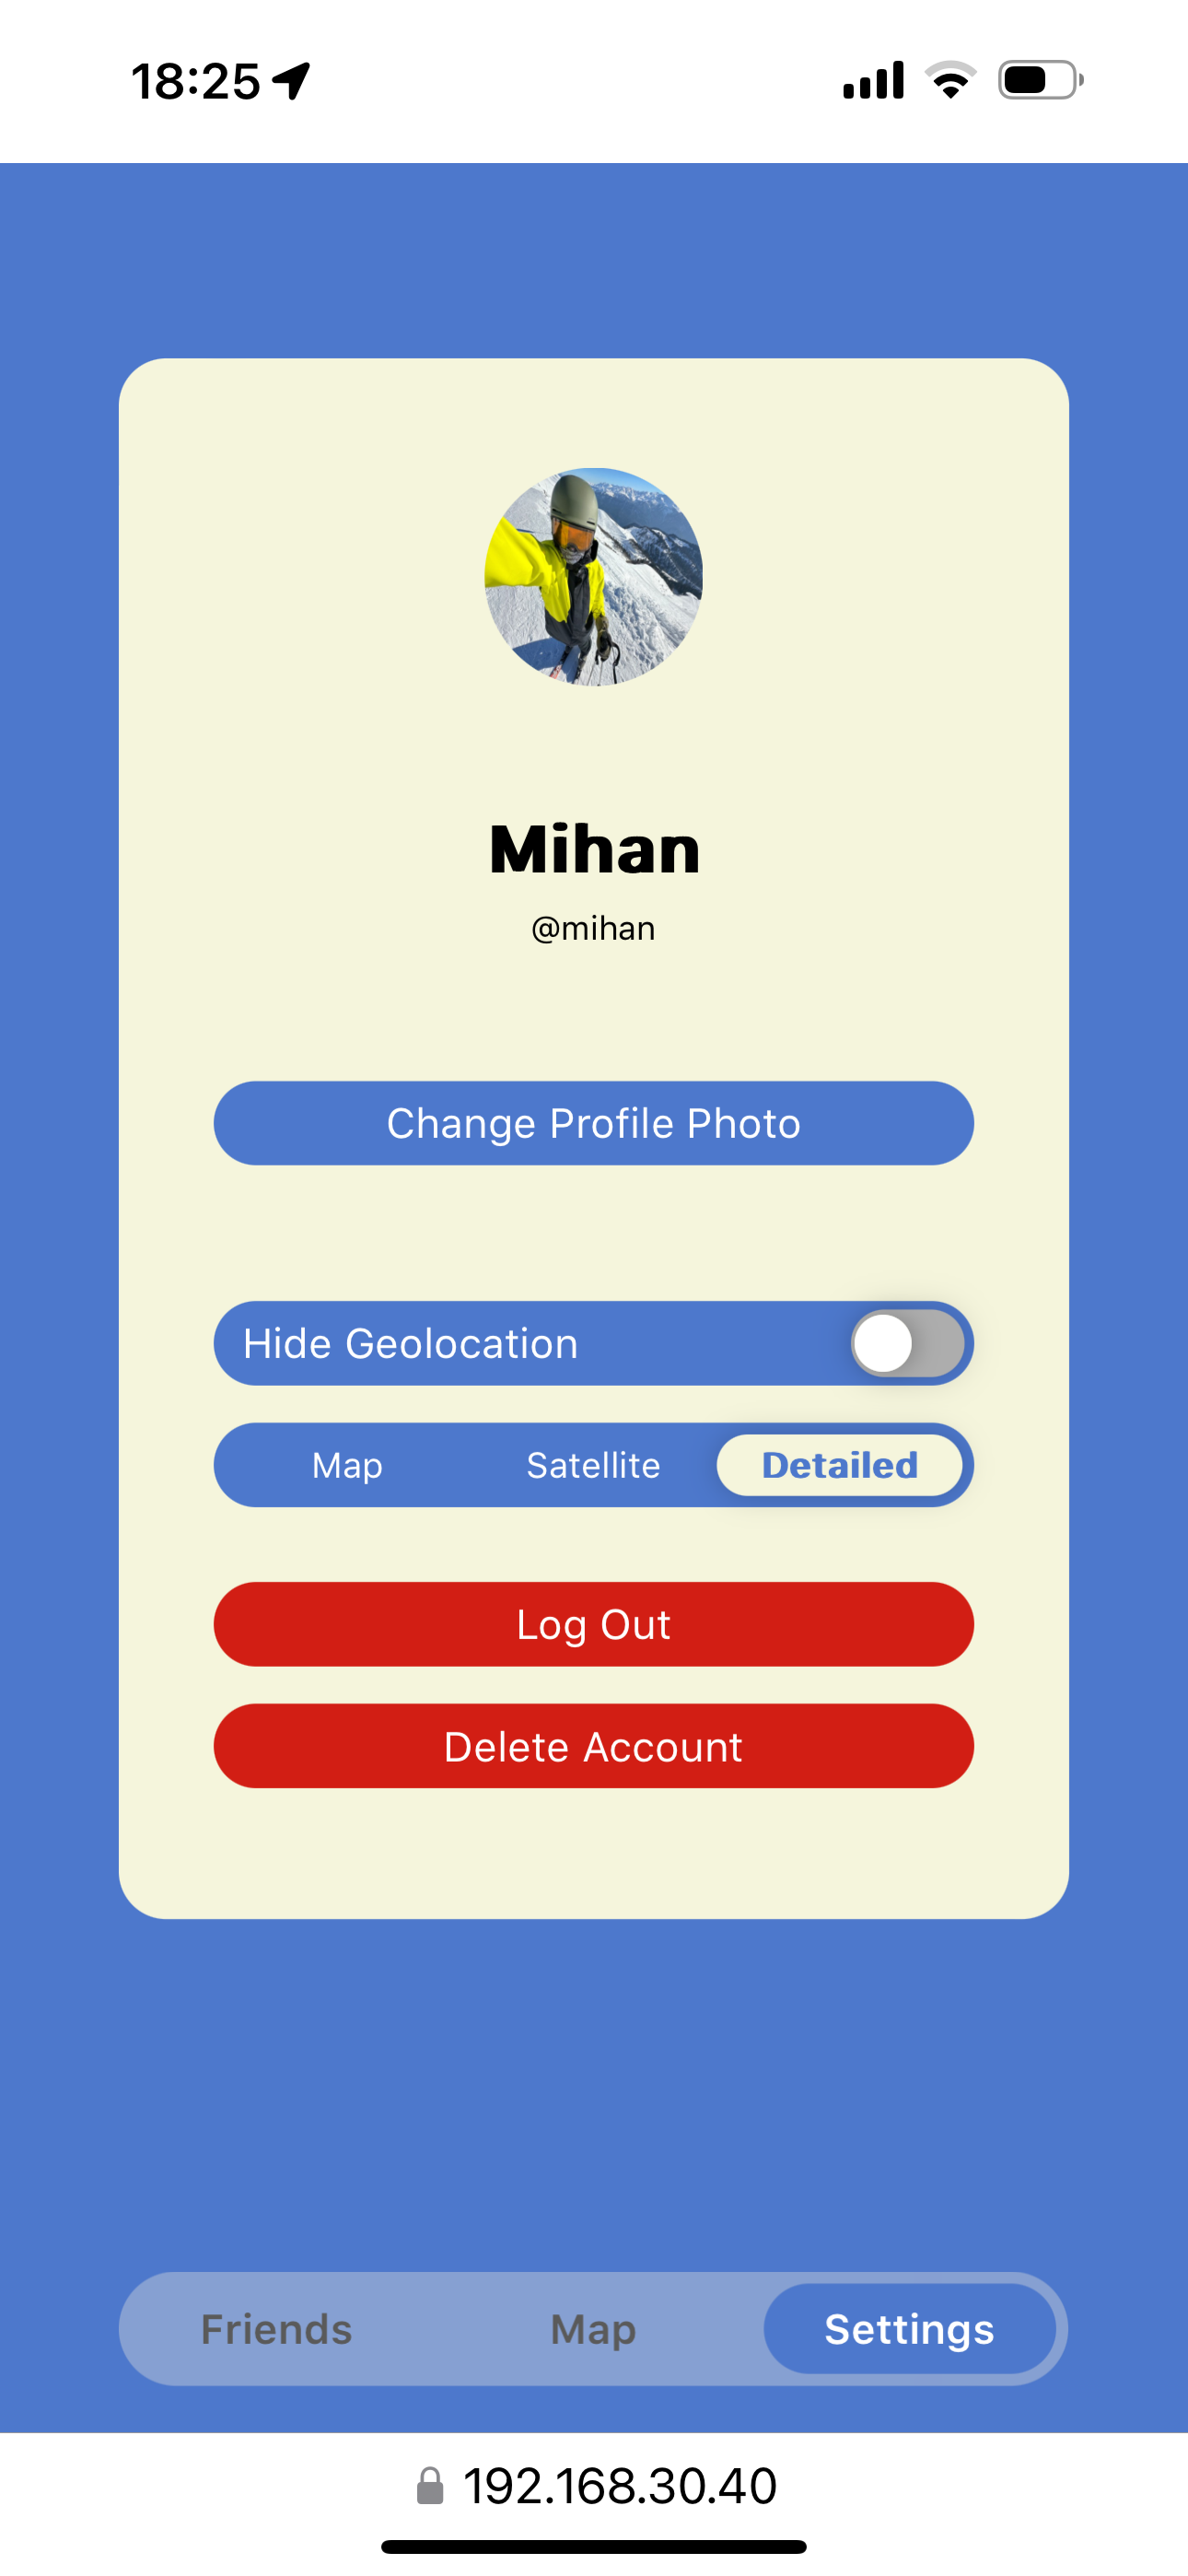 18:25
Mihan
@mihan
Change Profile Photo
Hide Geolocation
Map Satellite Detailed
Log Out
Delete Account
Friends Map Settings
192.168.30.40